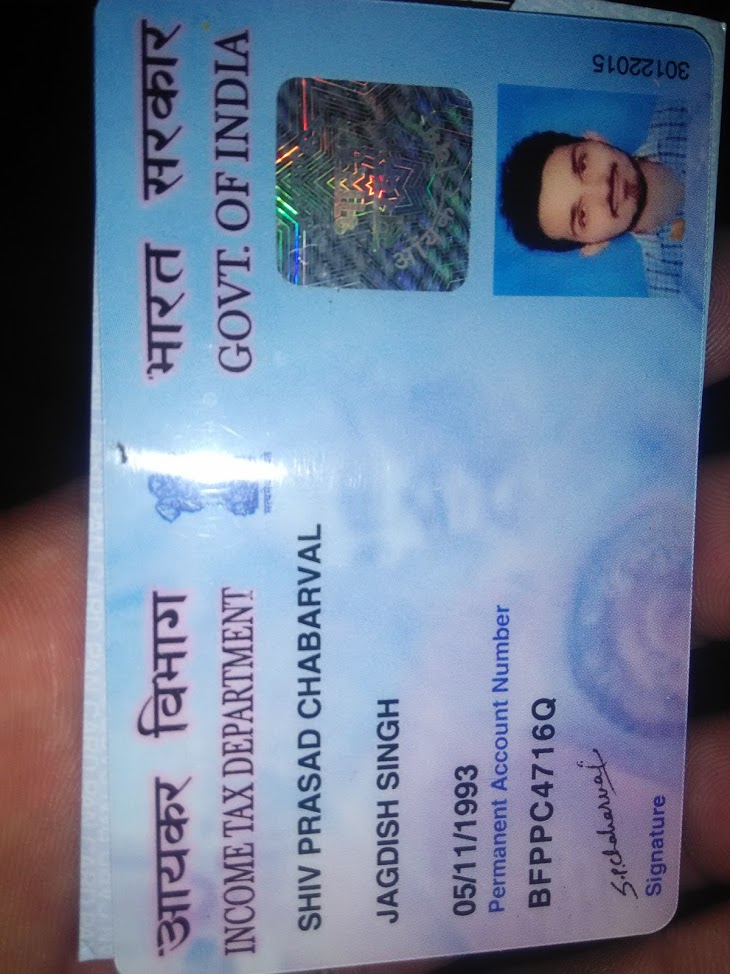 आयकर विभाग
INCOME TAX DEPARTMENT
भारत सरकार
GOVT. OF INDIA
SHIV PRASAD CHABARVAL
JAGDISH SINGH
05/11/1993
Permanent Account Number
BFPPC4716Q
S.P.Chabarval
Signature
30122015